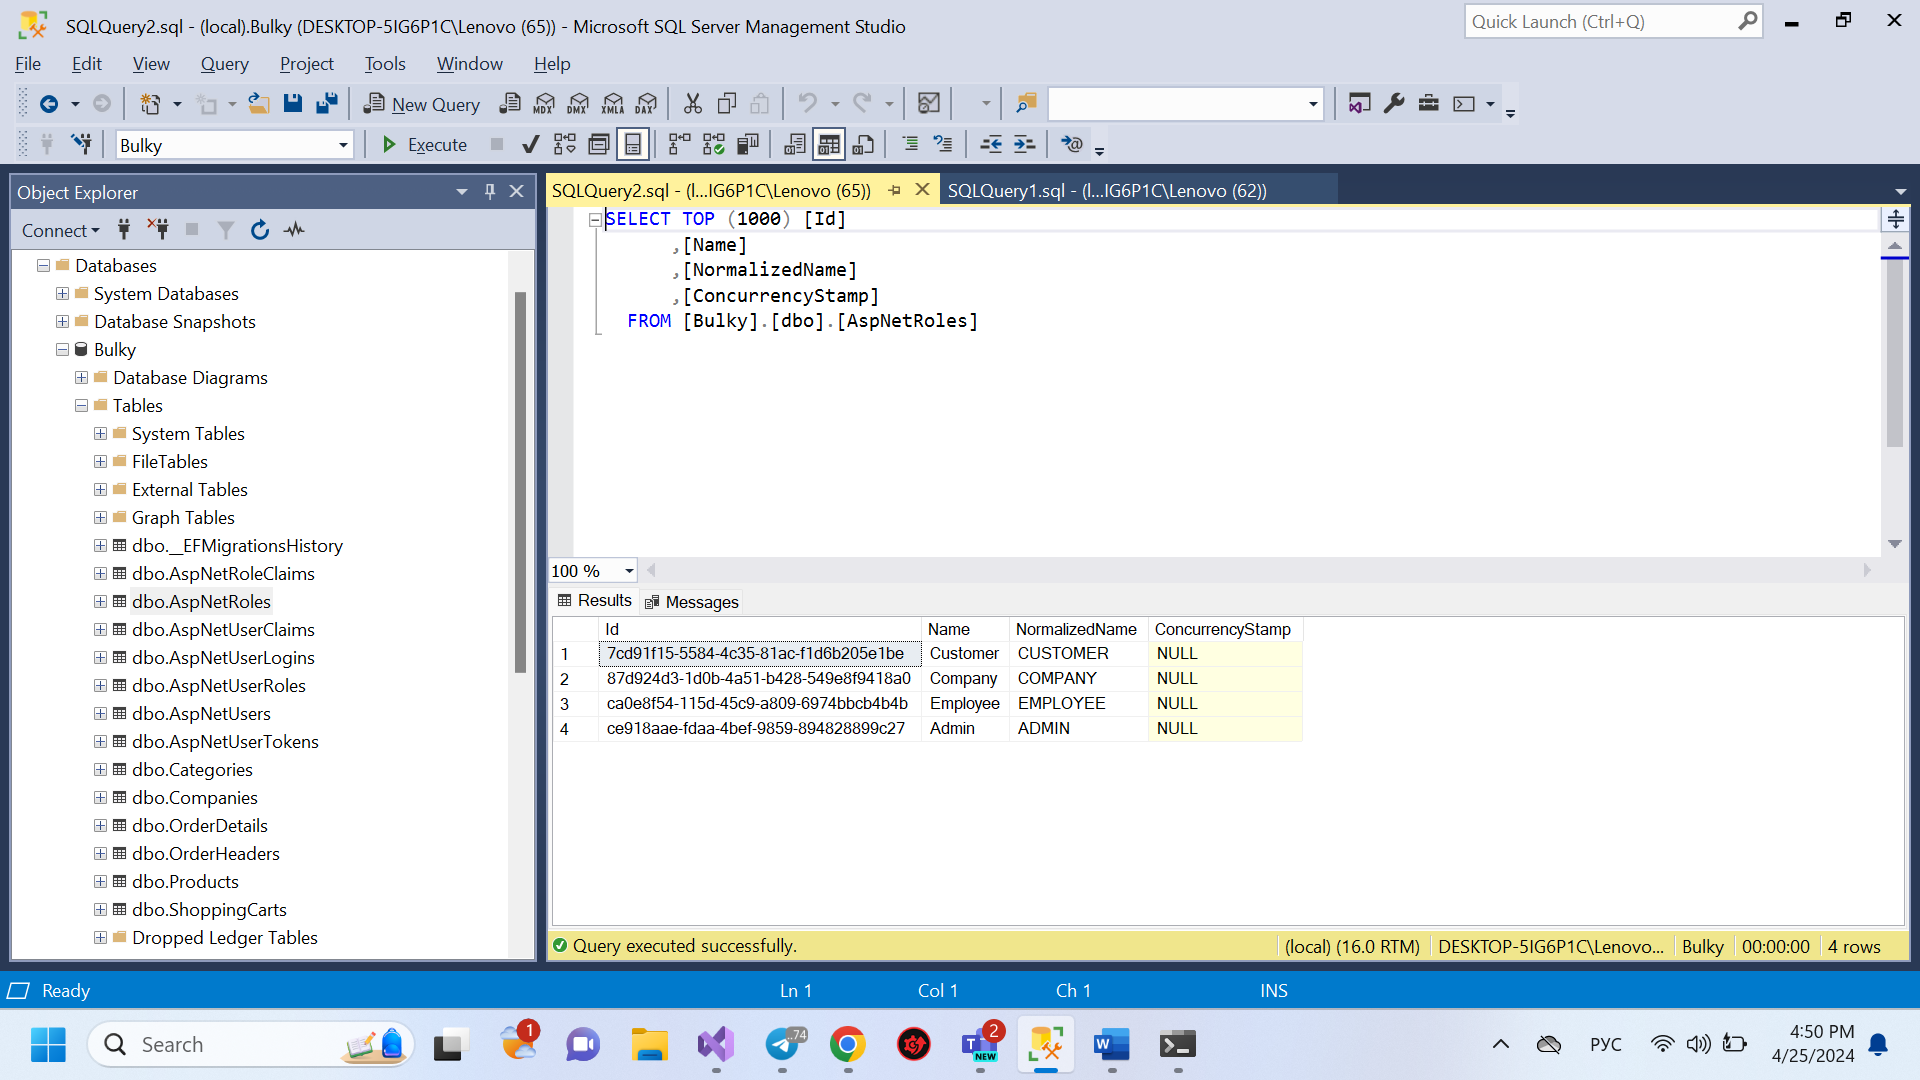 SQLQuery2.sql - (local).Bulky (DESKTOP-5IG6P1C\Lenovo (65)) - Microsoft SQL Server Management Studio
Quick Launch (Ctrl+Q)
File Edit View Query Project Tools Window Help
New Query MDX DMX XMLA DAX
Bulky Execute
Object Explorer
Connect
Databases
System Databases
Database Snapshots
Bulky
Database Diagrams
Tables
System Tables
FileTables
External Tables
Graph Tables
dbo.__EFMigrationsHistory
dbo.AspNetRoleClaims
dbo.AspNetRoles
dbo.AspNetUserClaims
dbo.AspNetUserLogins
dbo.AspNetUserRoles
dbo.AspNetUsers
dbo.AspNetUserTokens
dbo.Categories
dbo.Companies
dbo.OrderDetails
dbo.OrderHeaders
dbo.Products
dbo.ShoppingCarts
Dropped Ledger Tables
SQLQuery2.sql - (l...IG6P1C\Lenovo (65)) SQLQuery1.sql - (l...IG6P1C\Lenovo (62))
SELECT TOP (1000) [Id]
,[Name]
,[NormalizedName]
,[ConcurrencyStamp]
FROM [Bulky].[dbo].[AspNetRoles]
100 %
Results Messages
Id Name NormalizedName ConcurrencyStamp
1 7cd91f15-5584-4c35-81ac-f1d6b205e1be Customer CUSTOMER NULL
2 87d924d3-1d0b-4a51-b428-549e8f9418a0 Company COMPANY NULL
3 ca0e8f54-115d-45c9-a809-6974bbcb4b4b Employee EMPLOYEE NULL
4 ce918aae-fdaa-4bef-9859-894828899c27 Admin ADMIN NULL
Query executed successfully. (local) (16.0 RTM) DESKTOP-5IG6P1C\Lenovo... Bulky 00:00:00 4 rows
Ready Ln 1 Col 1 Ch 1 INS
Search 1 .74 2 T NEW W РУС 4:50 PM
4/25/2024